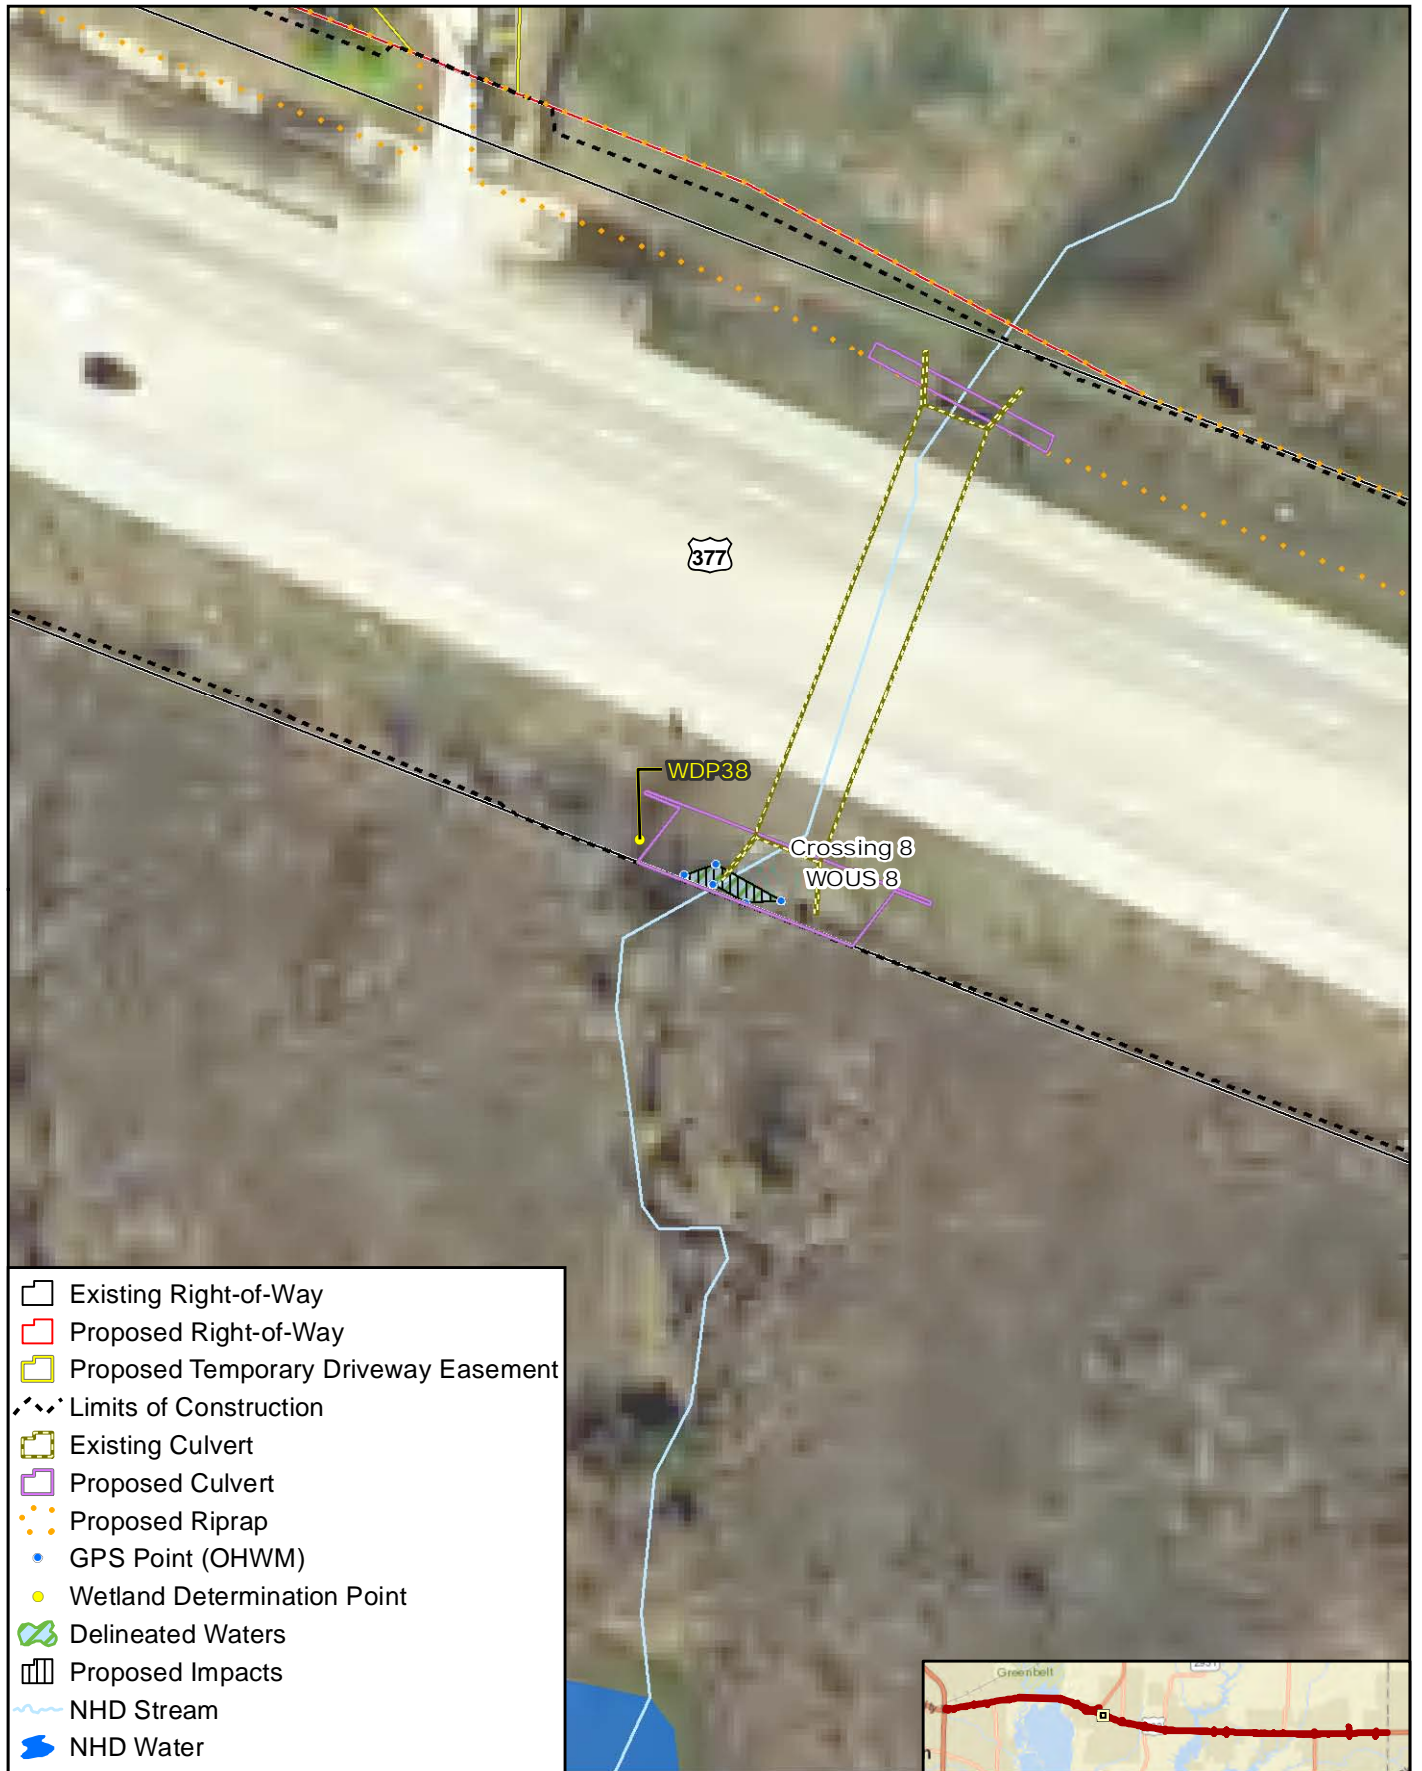 377
WDP38
Crossing 8
WOUS 8
Existing Right-of-Way
Proposed Right-of-Way
Proposed Temporary Driveway Easement
Limits of Construction
Existing Culvert
Proposed Culvert
Proposed Riprap
GPS Point (OHWM)
Wetland Determination Point
Delineated Waters
Proposed Impacts
NHD Stream
NHD Water
Greenbelt